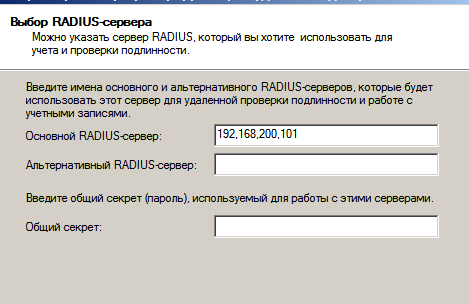 Выбор RADIUS-сервера
Можно указать сервер RADIUS, который вы хотите использовать для
учета и проверки подлинности.
Введите имена основного и альтернативного RADIUS-серверов, которые будет
использовать этот сервер для удаленной проверки подлинности и работе с
учетными записями.
Основной RADIUS-сервер: 192,168,200,101
Альтернативный RADIUS-сервер:
Введите общий секрет (пароль), используемый для работы с этими серверами.
Общий секрет: